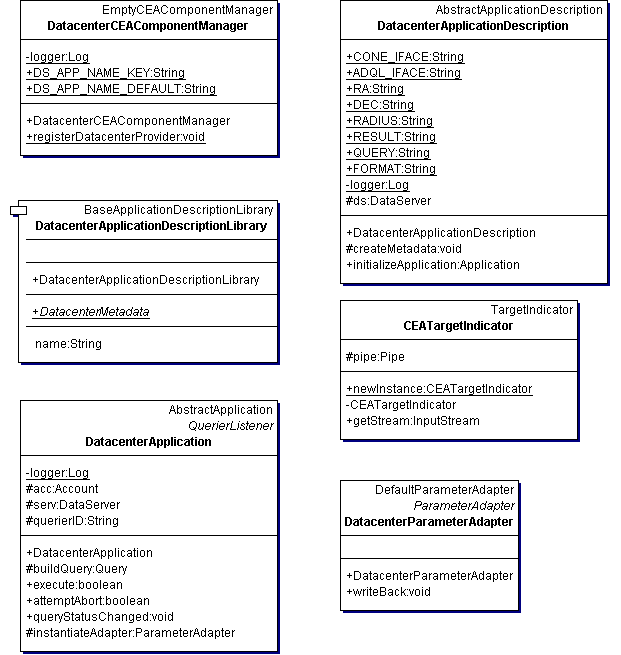 EmptyCEAComponentManager
DatacenterCEAComponentManager
-logger:Log
+DS_APP_NAME_KEY:String
+DS_APP_NAME_DEFAULT:String
+DatacenterCEAComponentManager
+registerDatacenterProvider:void
BaseApplicationDescriptionLibrary
DatacenterApplicationDescriptionLibrary
+DatacenterApplicationDescriptionLibrary
+DatacenterMetadata
name:String
AbstractApplication
QuerierListener
DatacenterApplication
-logger:Log
#acc:Account
#serv:DataServer
#querierID:String
+DatacenterApplication
#buildQuery:Query
+execute:boolean
+attemptAbort:boolean
+queryStatusChanged:void
#instantiateAdapter:ParameterAdapter
AbstractApplicationDescription
DatacenterApplicationDescription
+CONE_IFACE:String
+ADQL_IFACE:String
+RA:String
+DEC:String
+RADIUS:String
+RESULT:String
+QUERY:String
+FORMAT:String
-logger:Log
#ds:DataServer
+DatacenterApplicationDescription
#createMetadata:void
+initializeApplication:Application
TargetIndicator
CEATargetIndicator
#pipe:Pipe
+newInstance:CEATargetIndicator
-CEATargetIndicator
+getStream:InputStream
DefaultParameterAdapter
ParameterAdapter
DatacenterParameterAdapter
+DatacenterParameterAdapter
+writeBack:void